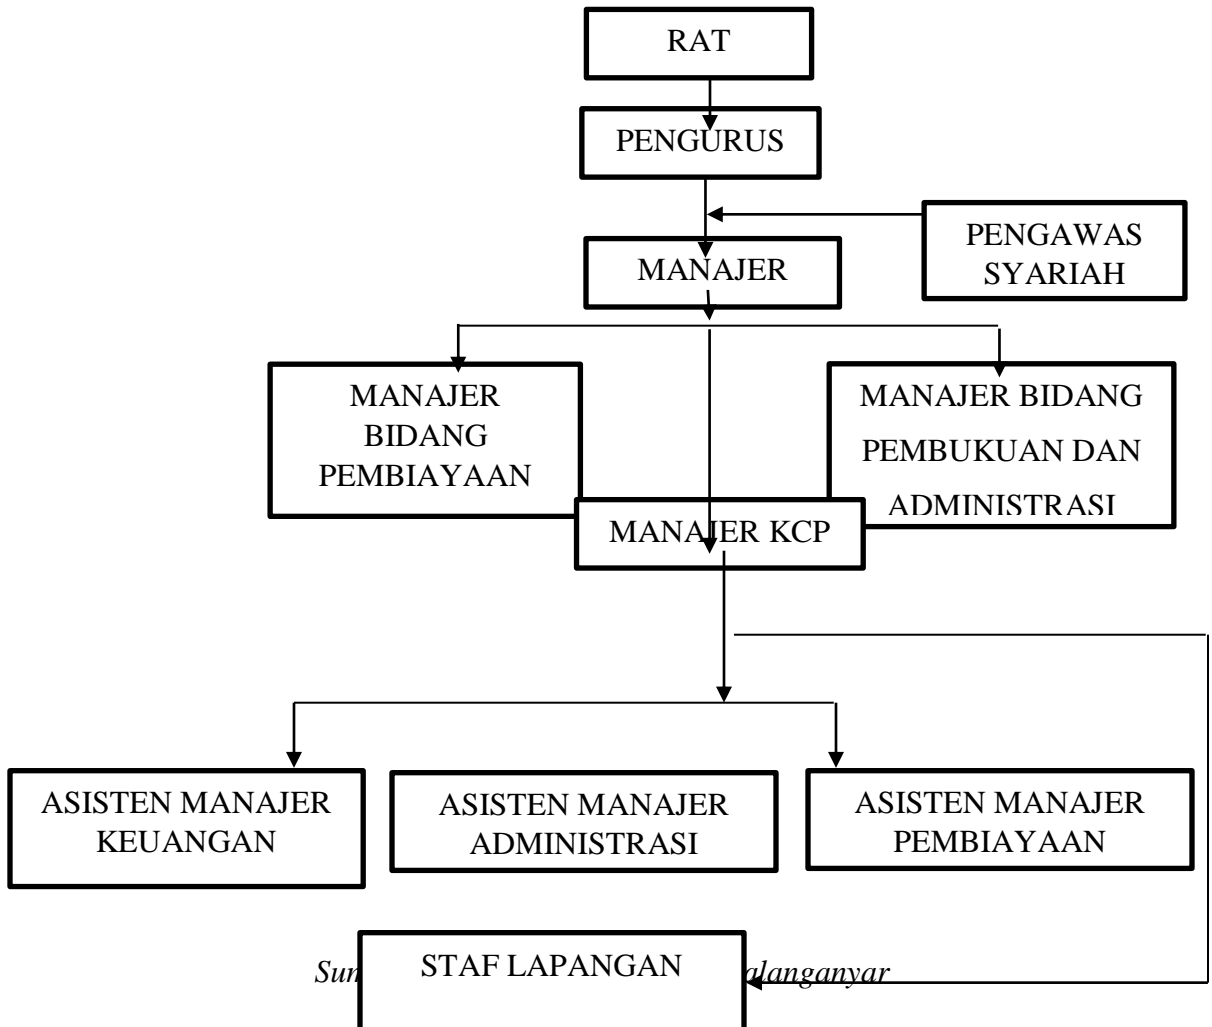 RAT
PENGURUS
PENGAWAS
SYARIAH
MANAJER
MANAJER
BIDANG
PEMBIAYAAN
MANAJER BIDANG
PEMBUKUAN DAN
ADMINISTRASI
MANAJER KCP
ASISTEN MANAJER
KEUANGAN
ASISTEN MANAJER
ADMINISTRASI
ASISTEN MANAJER
PEMBIAYAAN
STAF LAPANGAN